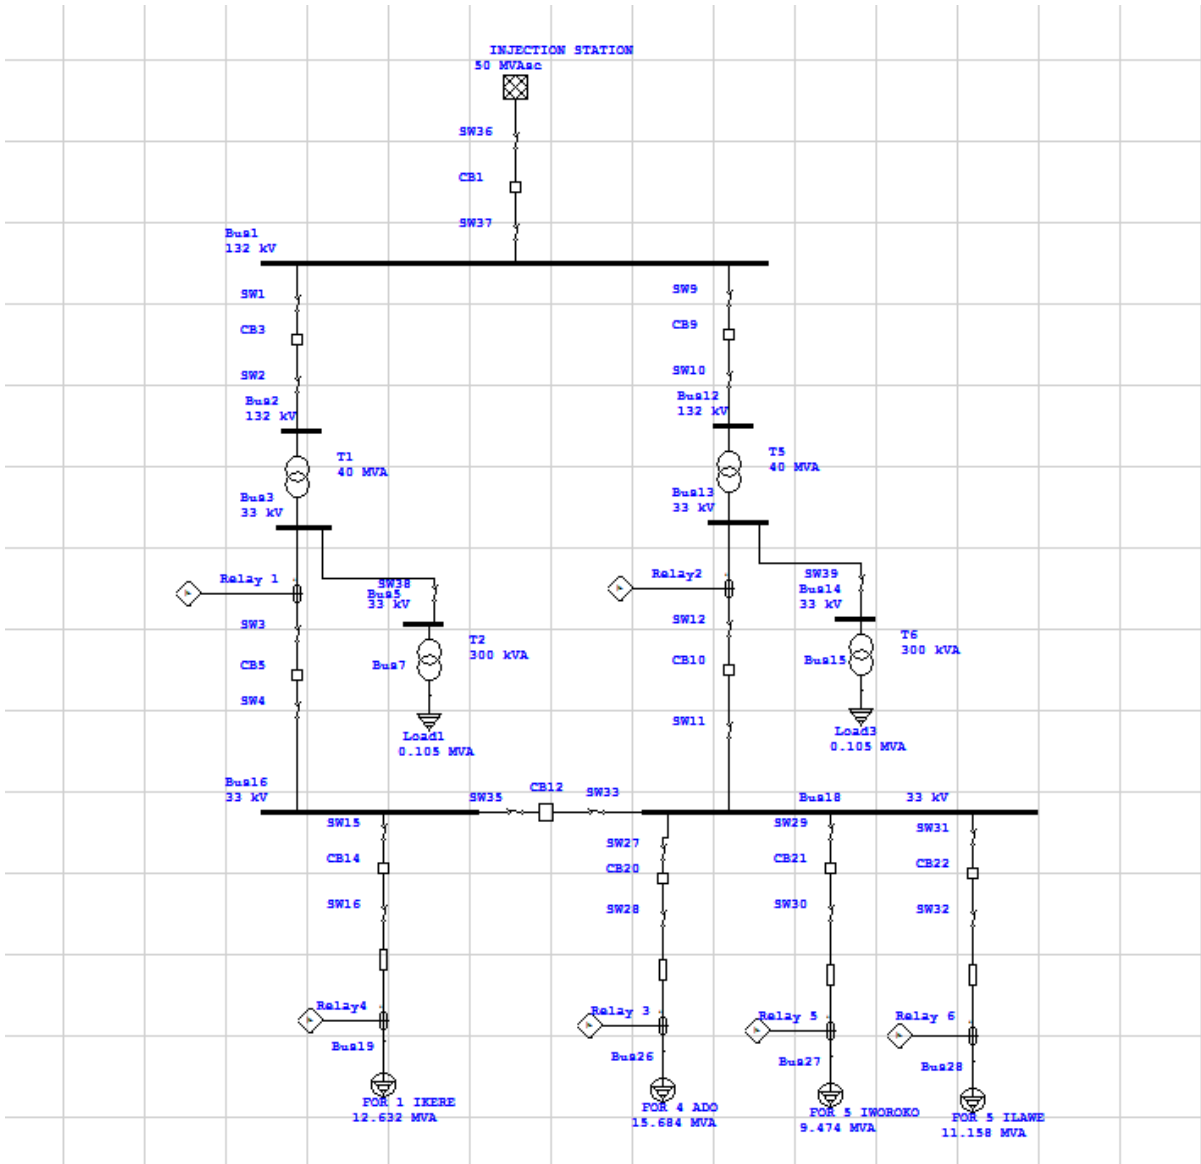 INJECTION STATION
50 MVAsc
SW36
CB1
SW37
Bus1
132 kV
SW1
SW9
CB3
CB9
SW2
SW10
Bus2
132 kV
Bus12
132 kV
T1
40 MVA
T5
40 MVA
Bus3
33 kV
Bus13
33 kV
Relay 1
SW38
Bus5
33 kV
Relay2
SW39
Bus14
33 kV
SW3
SW12
T2
300 kVA
T6
300 kVA
CB5
Bus7
CB10
Bus15
SW4
SW11
Load1
0.105 MVA
Load3
0.105 MVA
Bus16
33 kV
SW35
CB12
SW33
Bus18
33 kV
SW15
SW27
SW29
SW31
CB14
CB20
CB21
CB22
SW16
SW28
SW30
SW32
Relay4
Relay 3
Relay 5
Relay 6
Bus19
Bus26
Bus27
Bus28
FOR 1 IKERE
12.632 MVA
FOR 4 ADO
15.684 MVA
FOR 5 IWOROKO
9.474 MVA
FOR 5 ILAWE
11.158 MVA